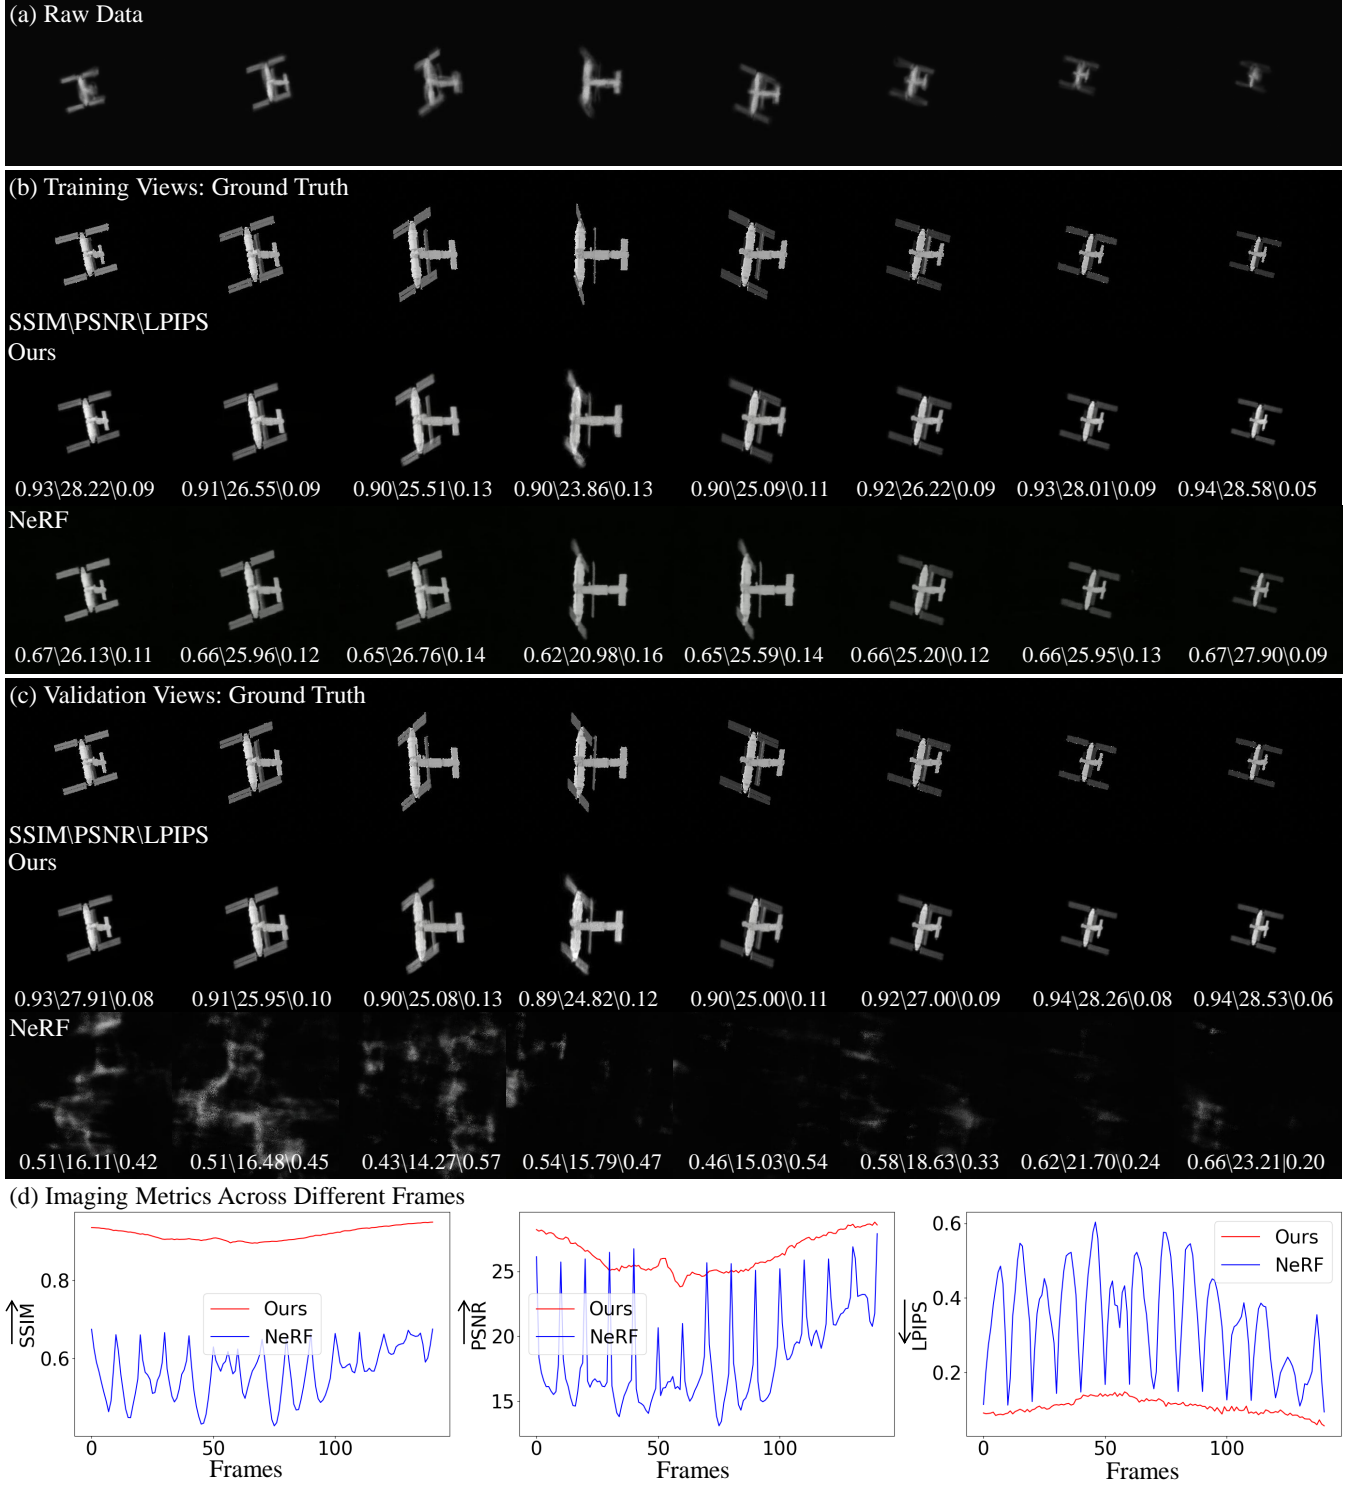 (a) Raw Data
(b) Training Views: Ground Truth
SSIM\PSNR\LPIPS
Ours
0.93\28.22\0.09 0.91\26.55\0.09 0.90\25.51\0.13 0.90\23.86\0.13 0.90\25.09\0.11 0.92\26.22\0.09 0.93\28.01\0.09 0.94\28.58\0.05
NeRF
0.67\26.13\0.11 0.66\25.96\0.12 0.65\26.76\0.14 0.62\20.98\0.16 0.65\25.59\0.14 0.66\25.20\0.12 0.66\25.95\0.13 0.67\27.90\0.09
(c) Validation Views: Ground Truth
SSIM\PSNR\LPIPS
Ours
0.93\27.91\0.08 0.91\25.95\0.10 0.90\25.08\0.13 0.89\24.82\0.12 0.90\25.00\0.11 0.92\27.00\0.09 0.94\28.26\0.08 0.94\28.53\0.06
NeRF
0.51\16.11\0.42 0.51\16.48\0.45 0.43\14.27\0.57 0.54\15.79\0.47 0.46\15.03\0.54 0.58\18.63\0.33 0.62\21.70\0.24 0.66\23.21|0.20
(d) Imaging Metrics Across Different Frames
SSIM
0.8
0.6
Ours
NeRF
0 50 100
Frames
PSNR
25
20
15
Ours
NeRF
0 50 100
Frames
LPIPS
0.6
0.4
0.2
Ours
NeRF
0 50 100
Frames